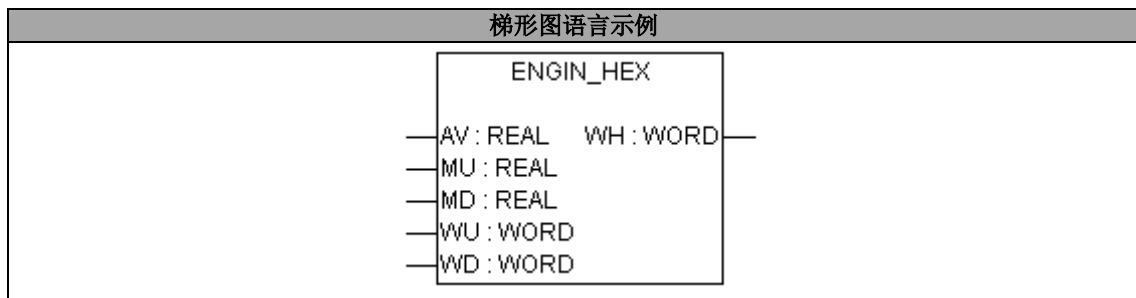 梯形图语言示例
ENGIN_HEX
AV : REAL WH : WORD
MU : REAL
MD : REAL
WU : WORD
WD : WORD